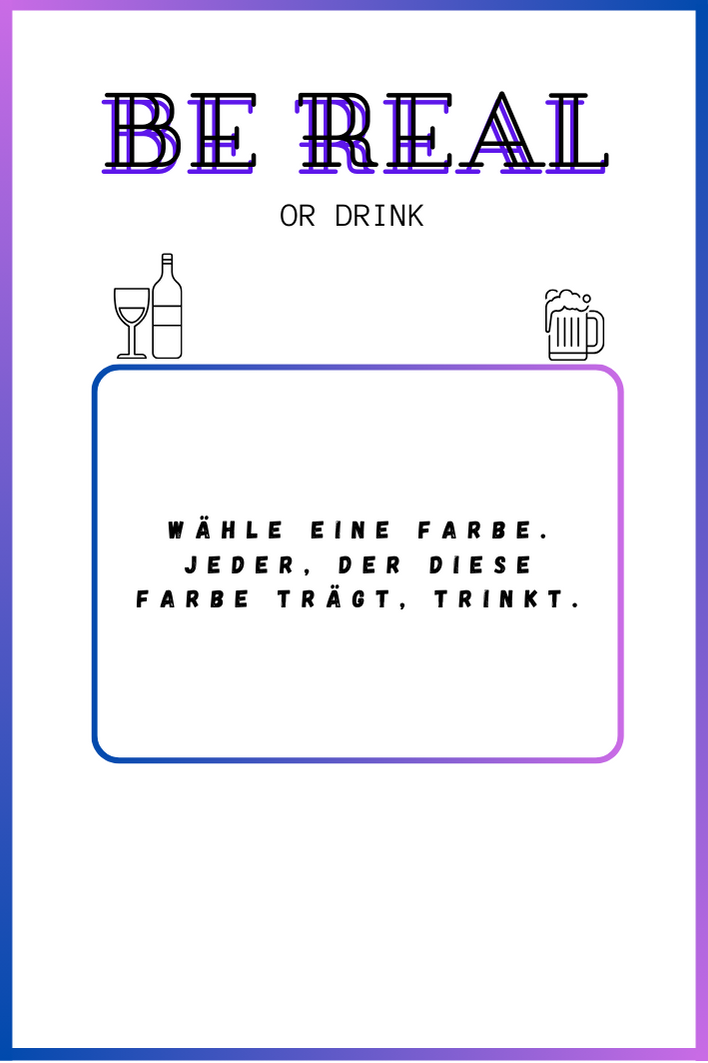 BE REAL
OR DRINK
WÄHLE EINE FARBE.
JEDER, DER DIESE
FARBE TRÄGT, TRINKT.